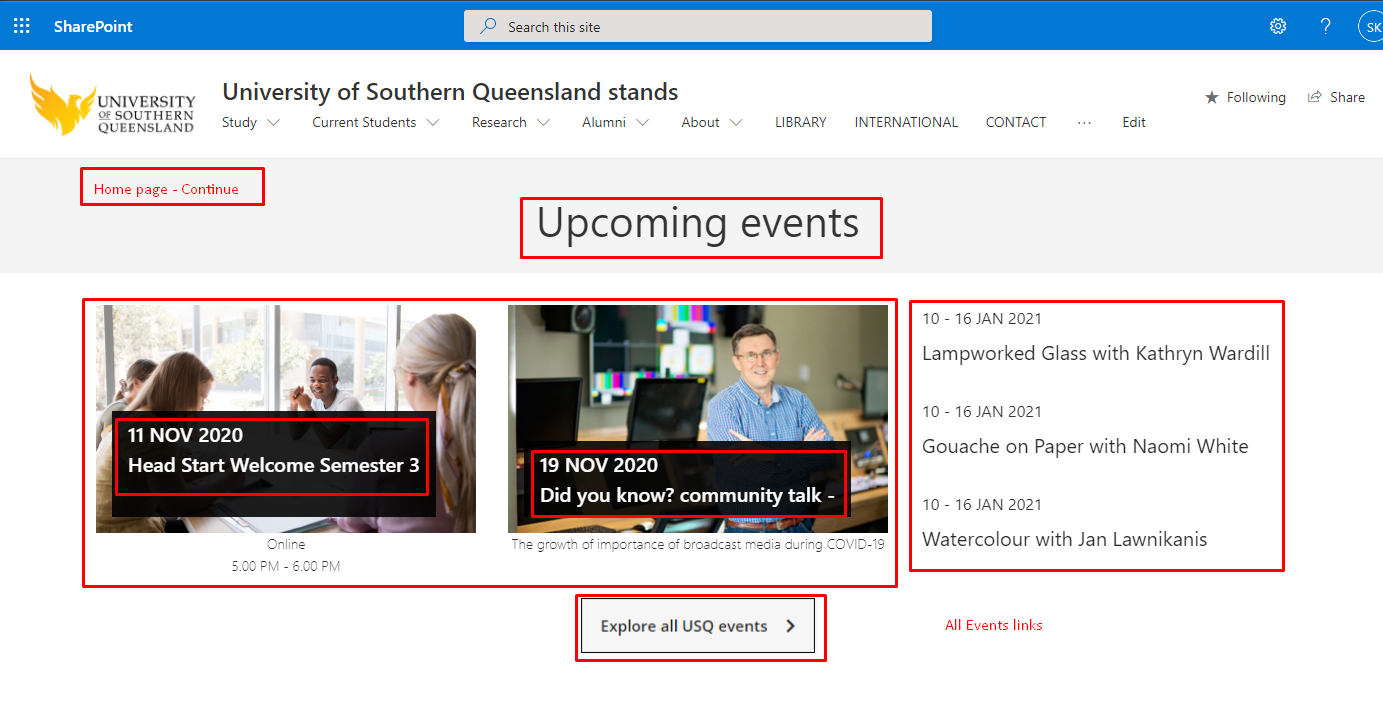 SharePoint
Search this site
?
SK
UNIVERSITY
OF SOUTHERN
QUEENSLAND
University of Southern Queensland stands
Study Current Students Research Alumni About LIBRARY INTERNATIONAL CONTACT ··· Edit
Following Share
Home page - Continue
Upcoming events
11 NOV 2020
Head Start Welcome Semester 3
Online
5.00 PM - 6.00 PM
19 NOV 2020
Did you know? community talk -
The growth of importance of broadcast media during COVID-19
10 - 16 JAN 2021
Lampworked Glass with Kathryn Wardill
10 - 16 JAN 2021
Gouache on Paper with Naomi White
10 - 16 JAN 2021
Watercolour with Jan Lawnikanis
Explore all USQ events
All Events links